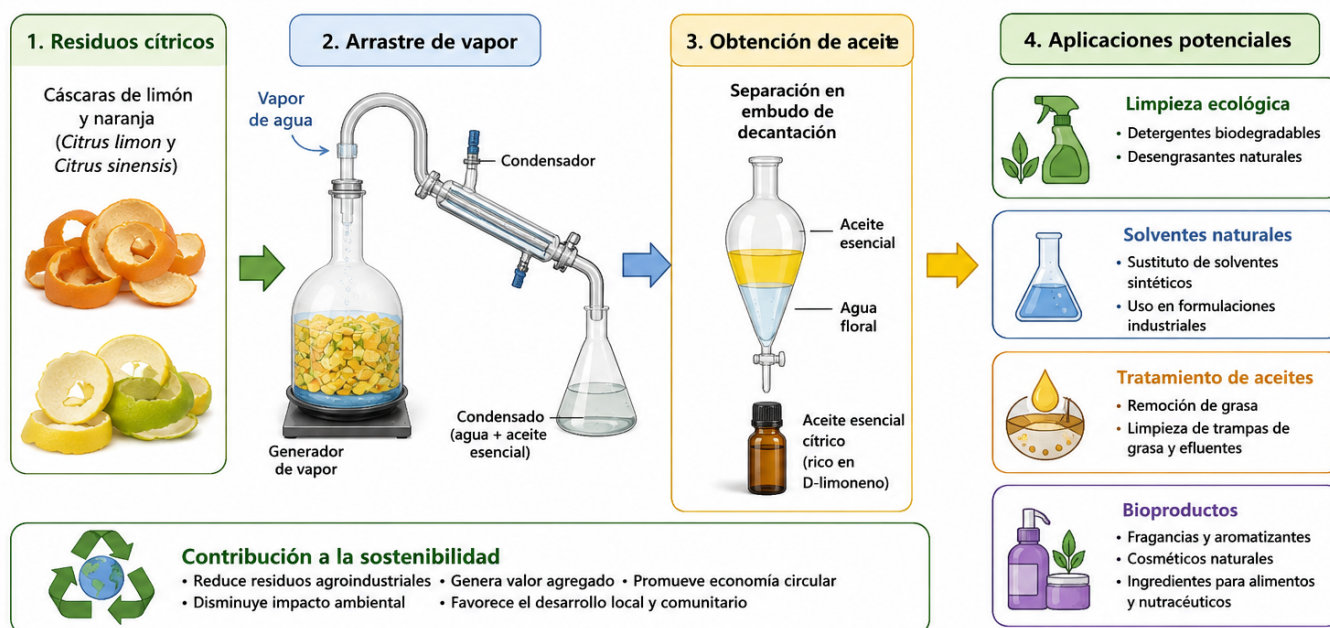 1. Residuos cítricos
Cáscaras de limón
y naranja
(Citrus limon y
Citrus sinensis)
2. Arrastre de vapor
Vapor
de agua
Condensador
Condensado
(agua + aceite
esencial)
Generador
de vapor
3. Obtención de aceite
Separación en
embudo de
decantación
Aceite
esencial
Agua
floral
Aceite esencial
cítrico
(rico en
D-limoneno)
4. Aplicaciones potenciales
Limpieza ecológica
• Detergentes biodegradables
• Desengrasantes naturales
Solventes naturales
• Sustituto de solventes
sintéticos
• Uso en formulaciones
industriales
Tratamiento de aceites
• Remoción de grasa
• Limpieza de trampas de
grasa y efluentes
Bioproductos
• Fragancias y aromatizantes
• Cosméticos naturales
• Ingredientes para alimentos
y nutracéuticos
Contribución a la sostenibilidad
• Reduce residuos agroindustriales • Genera valor agregado • Promueve economía circular
• Disminuye impacto ambiental • Favorece el desarrollo local y comunitario